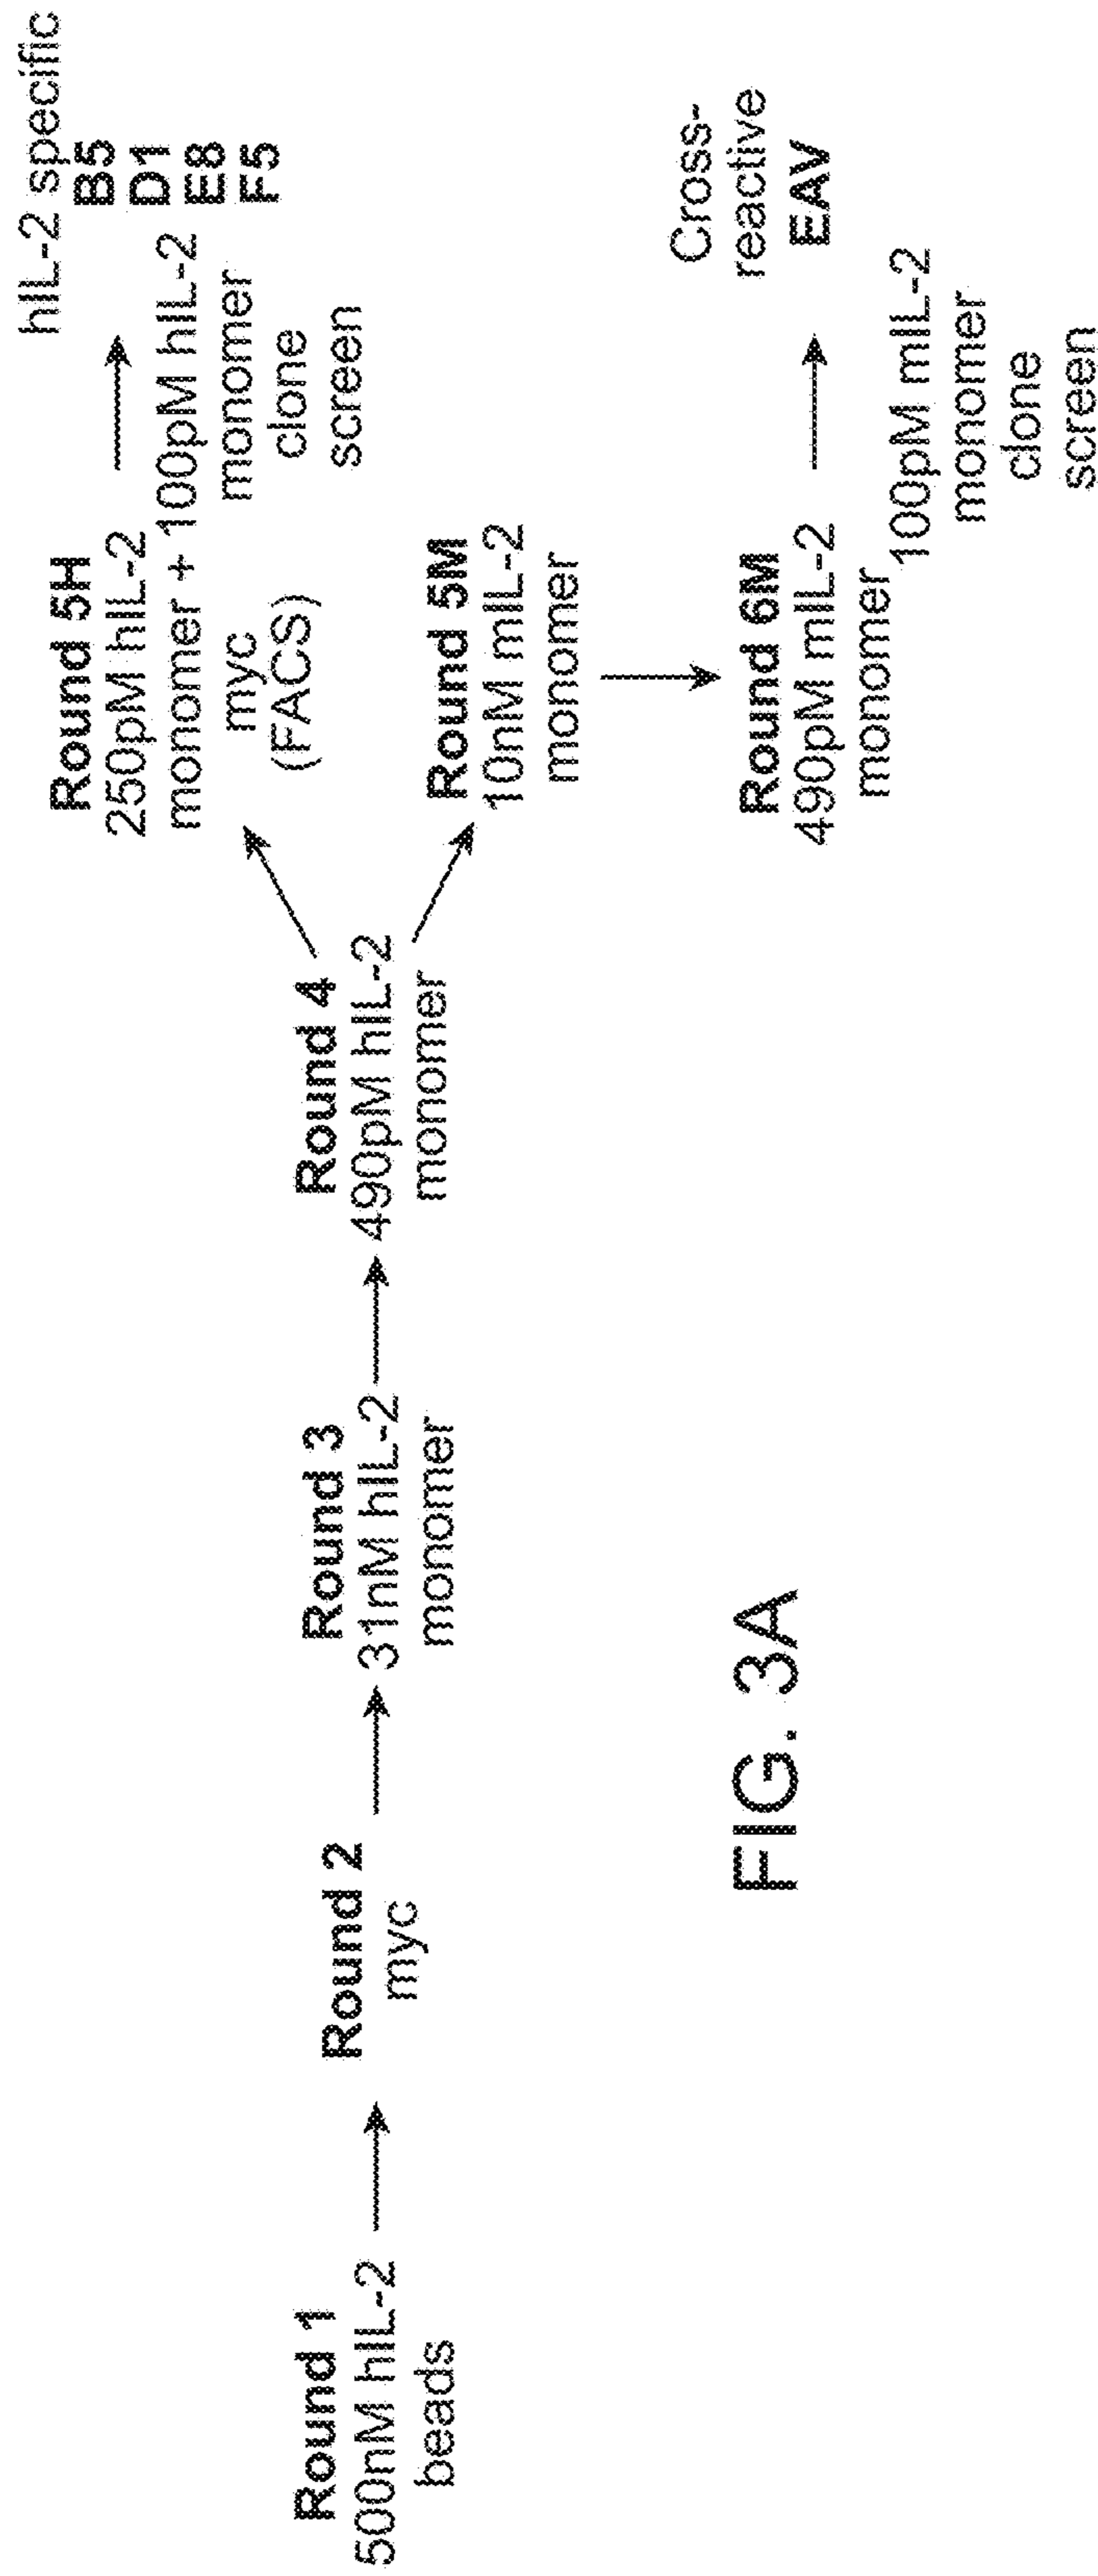 Round 1
500nM hIL-2
beads
Round 2
myc
Round 3
31nM hIL-2
monomer
Round 4
490pM hIL-2
monomer
Round 5H
250pM hIL-2
monomer +
myc
(FACS)
100pM hIL-2
monomer
clone
screen
hIL-2 specific
B5
D1
E8
F5
Round 5M
10nM mIL-2
monomer
Round 6M
490pM mIL-2
monomer
100pM mIL-2
monomer
clone
screen
Cross-
reactive
EAV
FIG. 3A